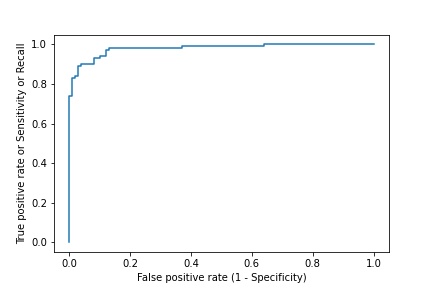 True positive rate or Sensitivity or Recall
1.0
0.8
0.6
0.4
0.2
0.0
0.0 0.2 0.4 0.6 0.8 1.0
False positive rate (1 - Specificity)